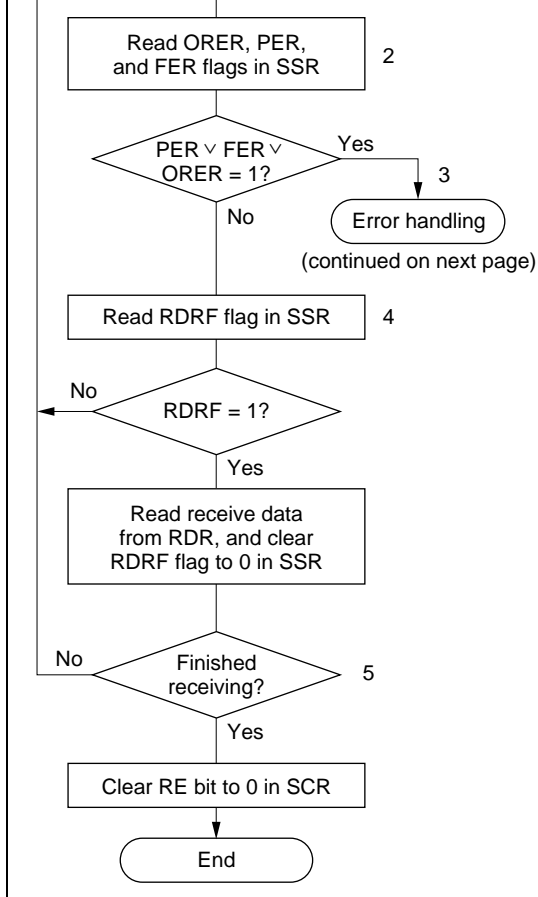 Read ORER, PER,
and FER flags in SSR
2
PER ∨ FER ∨
ORER = 1?
Yes
3
No
Error handling
(continued on next page)
Read RDRF flag in SSR
4
No
RDRF = 1?
Yes
Read receive data
from RDR, and clear
RDRF flag to 0 in SSR
No
Finished
receiving?
5
Yes
Clear RE bit to 0 in SCR
End